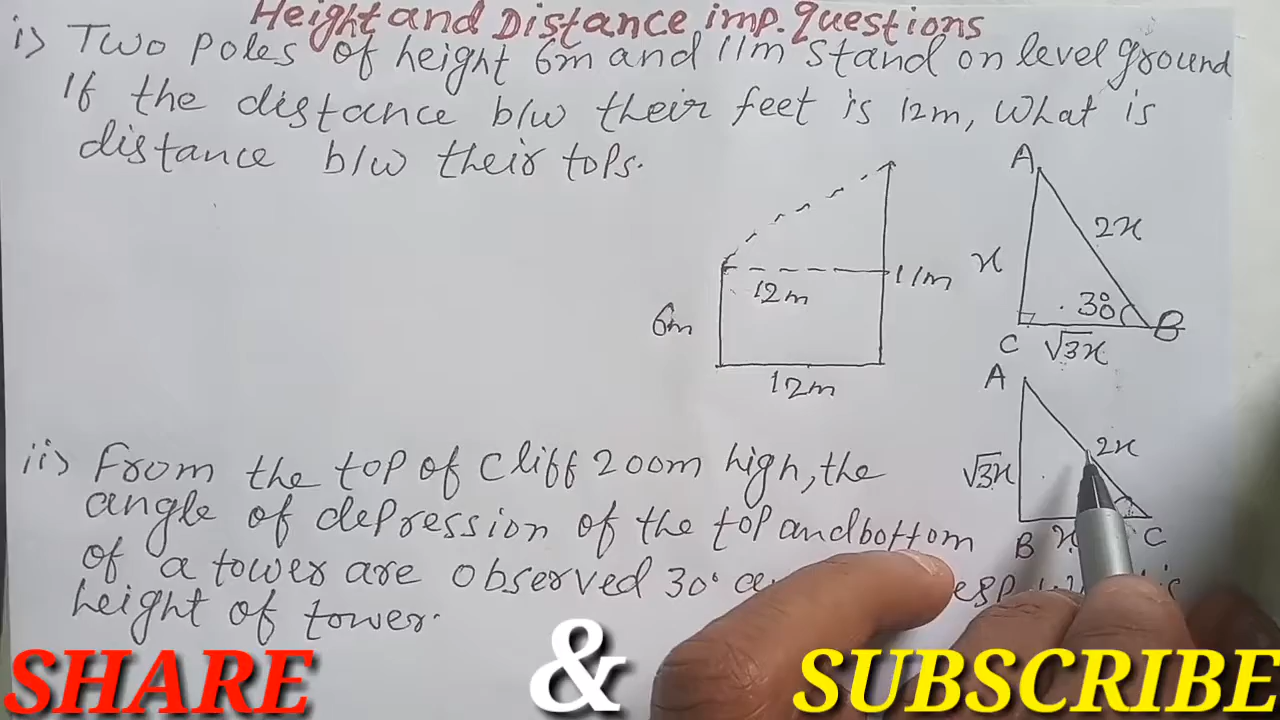 Height and Distance imp. Questions
i> Two poles of height 6m and 11m stand on level ground
If the distance b/w their feet is 12m, What is
distance b/w their tops.
A
2x
x
30°
B
C
√3x
11m
12m
6m
12m
A
2x
√3x
B
x
C
ii> From the top of cliff 200m high, the
angle of depression of the top and bottom
of a tower are observed 30°
height of tower.
SHARE & SUBSCRIBE